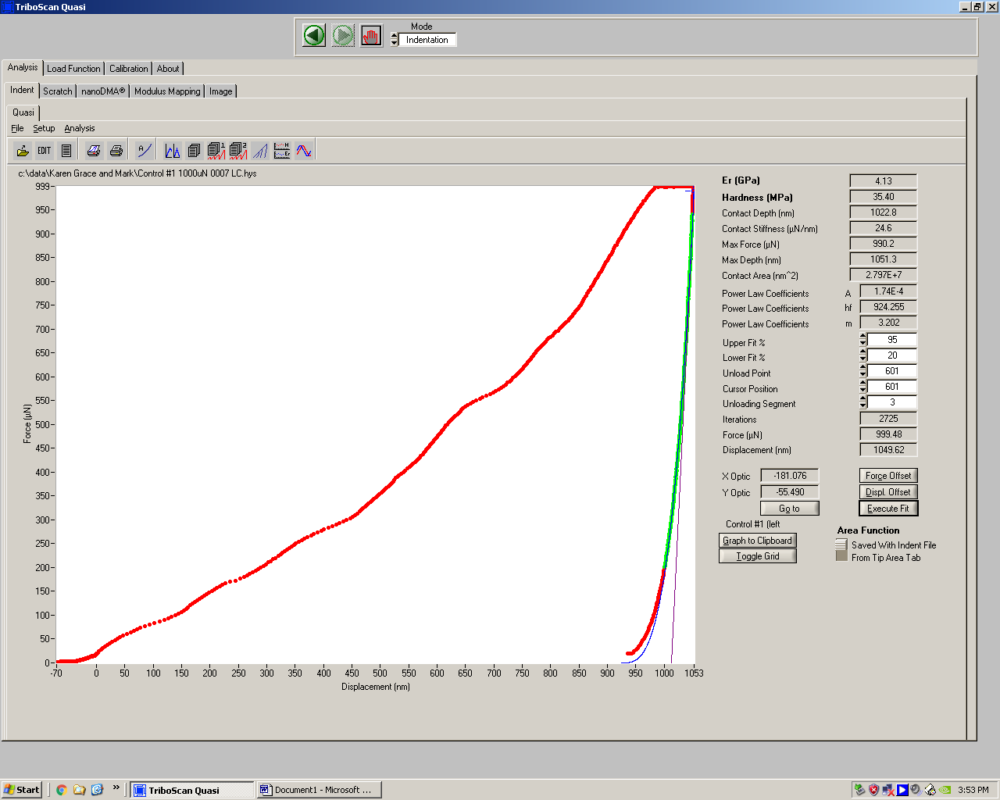 TriboScan Quasi
Mode
Indentation
Analysis Load Function Calibration About
Indent Scratch nanoDMA® Modulus Mapping Image
Quasi
File Setup Analysis
EDIT A 1 2 H Er
c:\data\Karen Grace and Mark\Control #1 1000uN 0007 LC.hys
999
950
900
850
800
750
700
650
600
550
500
450
400
350
300
250
200
150
100
50
0
Force (µN)
-70 0 50 100 150 200 250 300 350 400 450 500 550 600 650 700 750 800 850 900 950 1000 1053
Displacement (nm)
Er (GPa) 4.13
Hardness (MPa) 35.40
Contact Depth (nm) 1022.8
Contact Stiffness (µN/nm) 24.6
Max Force (µN) 990.2
Max Depth (nm) 1051.3
Contact Area (nm^2) 2.797E+7
Power Law Coefficients A 1.74E-4
Power Law Coefficients hf 924.255
Power Law Coefficients m 3.202
Upper Fit % 95
Lower Fit % 20
Unload Point 601
Cursor Position 601
Unloading Segment 3
Iterations 2725
Force (µN) 999.48
Displacement (nm) 1049.62
X Optic -181.076 Force Offset
Y Optic -55.490 Displ. Offset
Go to Execute Fit
Control #1 (left
Graph to Clipboard
Toggle Grid
Area Function
Saved With Indent File
From Tip Area Tab
Start » TriboScan Quasi Document1 - Microsoft ... 3:53 PM